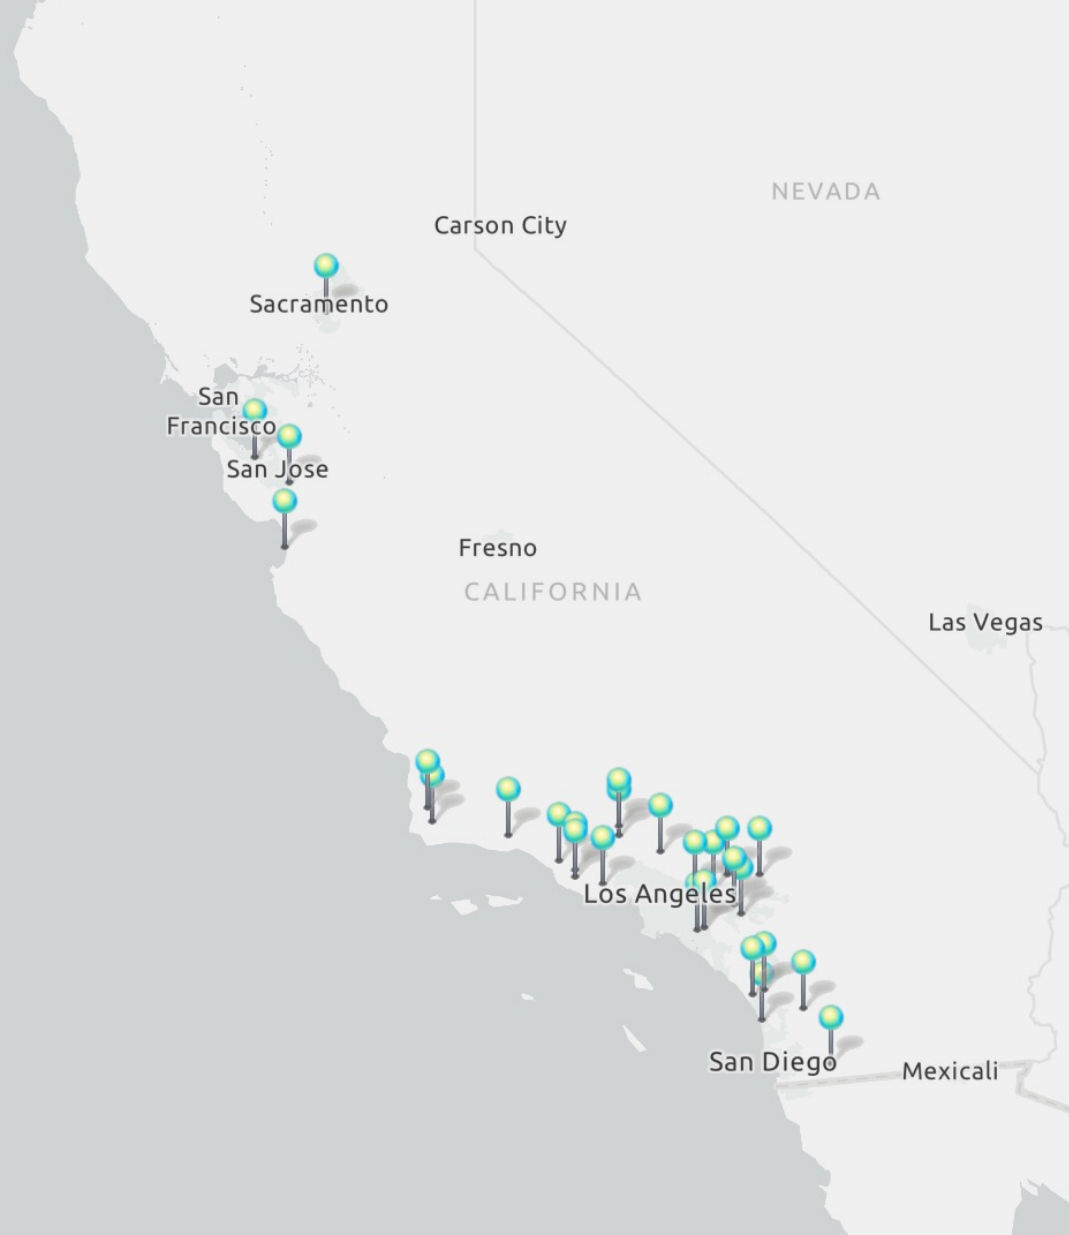 NEVADA
Carson City
Sacramento
San
Francisco
San Jose
Fresno
CALIFORNIA
Las Vegas
Los Angeles
San Diego
Mexicali